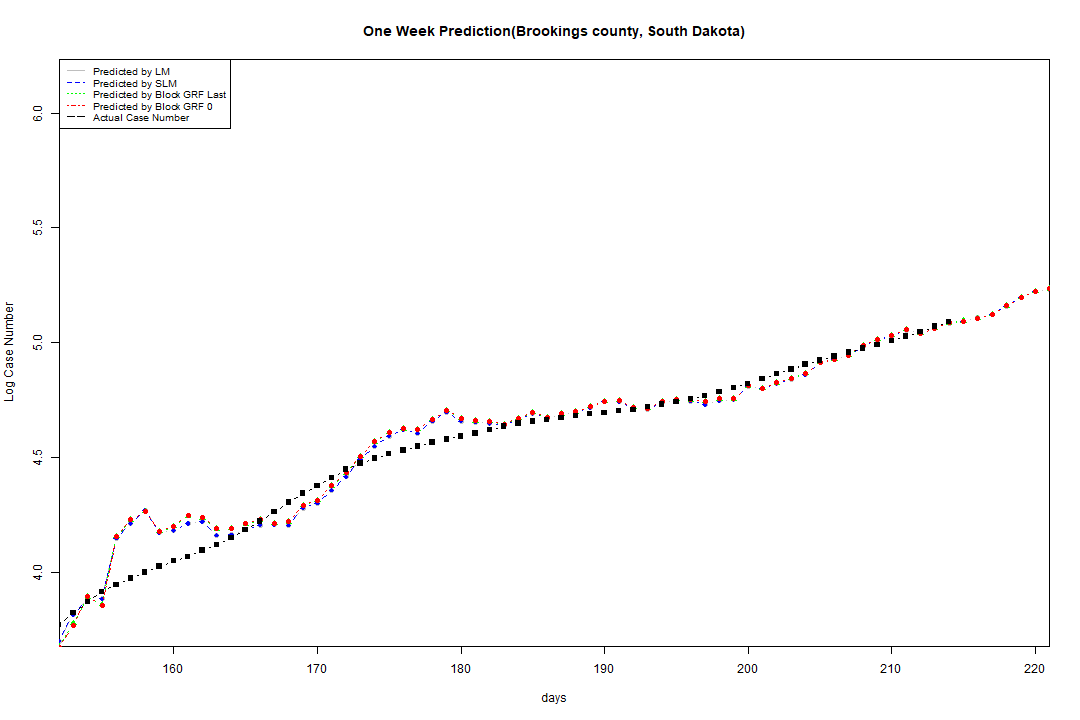 One Week Prediction(Brookings county, South Dakota)
Predicted by LM
Predicted by SLM
Predicted by Block GRF Last
Predicted by Block GRF 0
Actual Case Number
6.0
5.5
5.0
4.5
4.0
Log Case Number
160 170 180 190 200 210 220
days